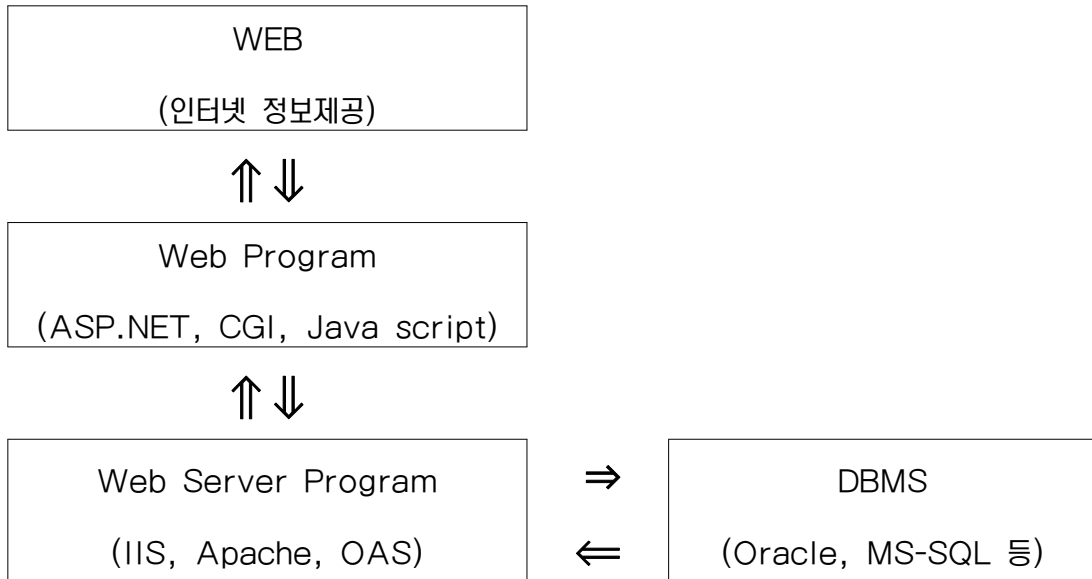 WEB
(인터넷 정보제공)
⇑⇓
Web Program
(ASP.NET, CGI, Java script)
⇑⇓
Web Server Program ⇒ DBMS
(IIS, Apache, OAS) ⇐ (Oracle, MS-SQL 등)